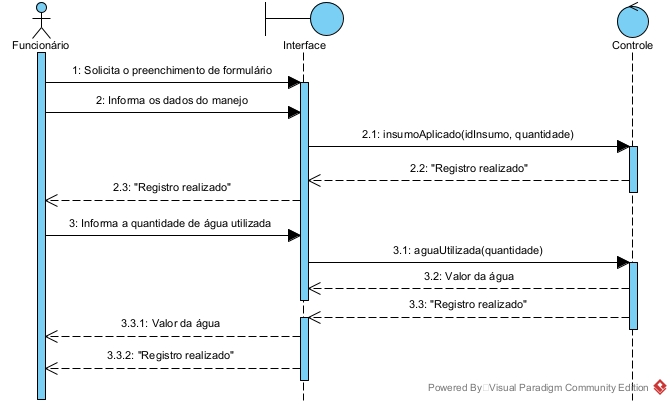 Funcionário
Interface
Controle
1: Solicita o preenchimento de formulário
2: Informa os dados do manejo
2.1: insumoAplicado(idInsumo, quantidade)
2.2: "Registro realizado"
2.3: "Registro realizado"
3: Informa a quantidade de água utilizada
3.1: aguaUtilizada(quantidade)
3.2: Valor da água
3.3: "Registro realizado"
3.3.1: Valor da água
3.3.2: "Registro realizado"
Powered By Visual Paradigm Community Edition